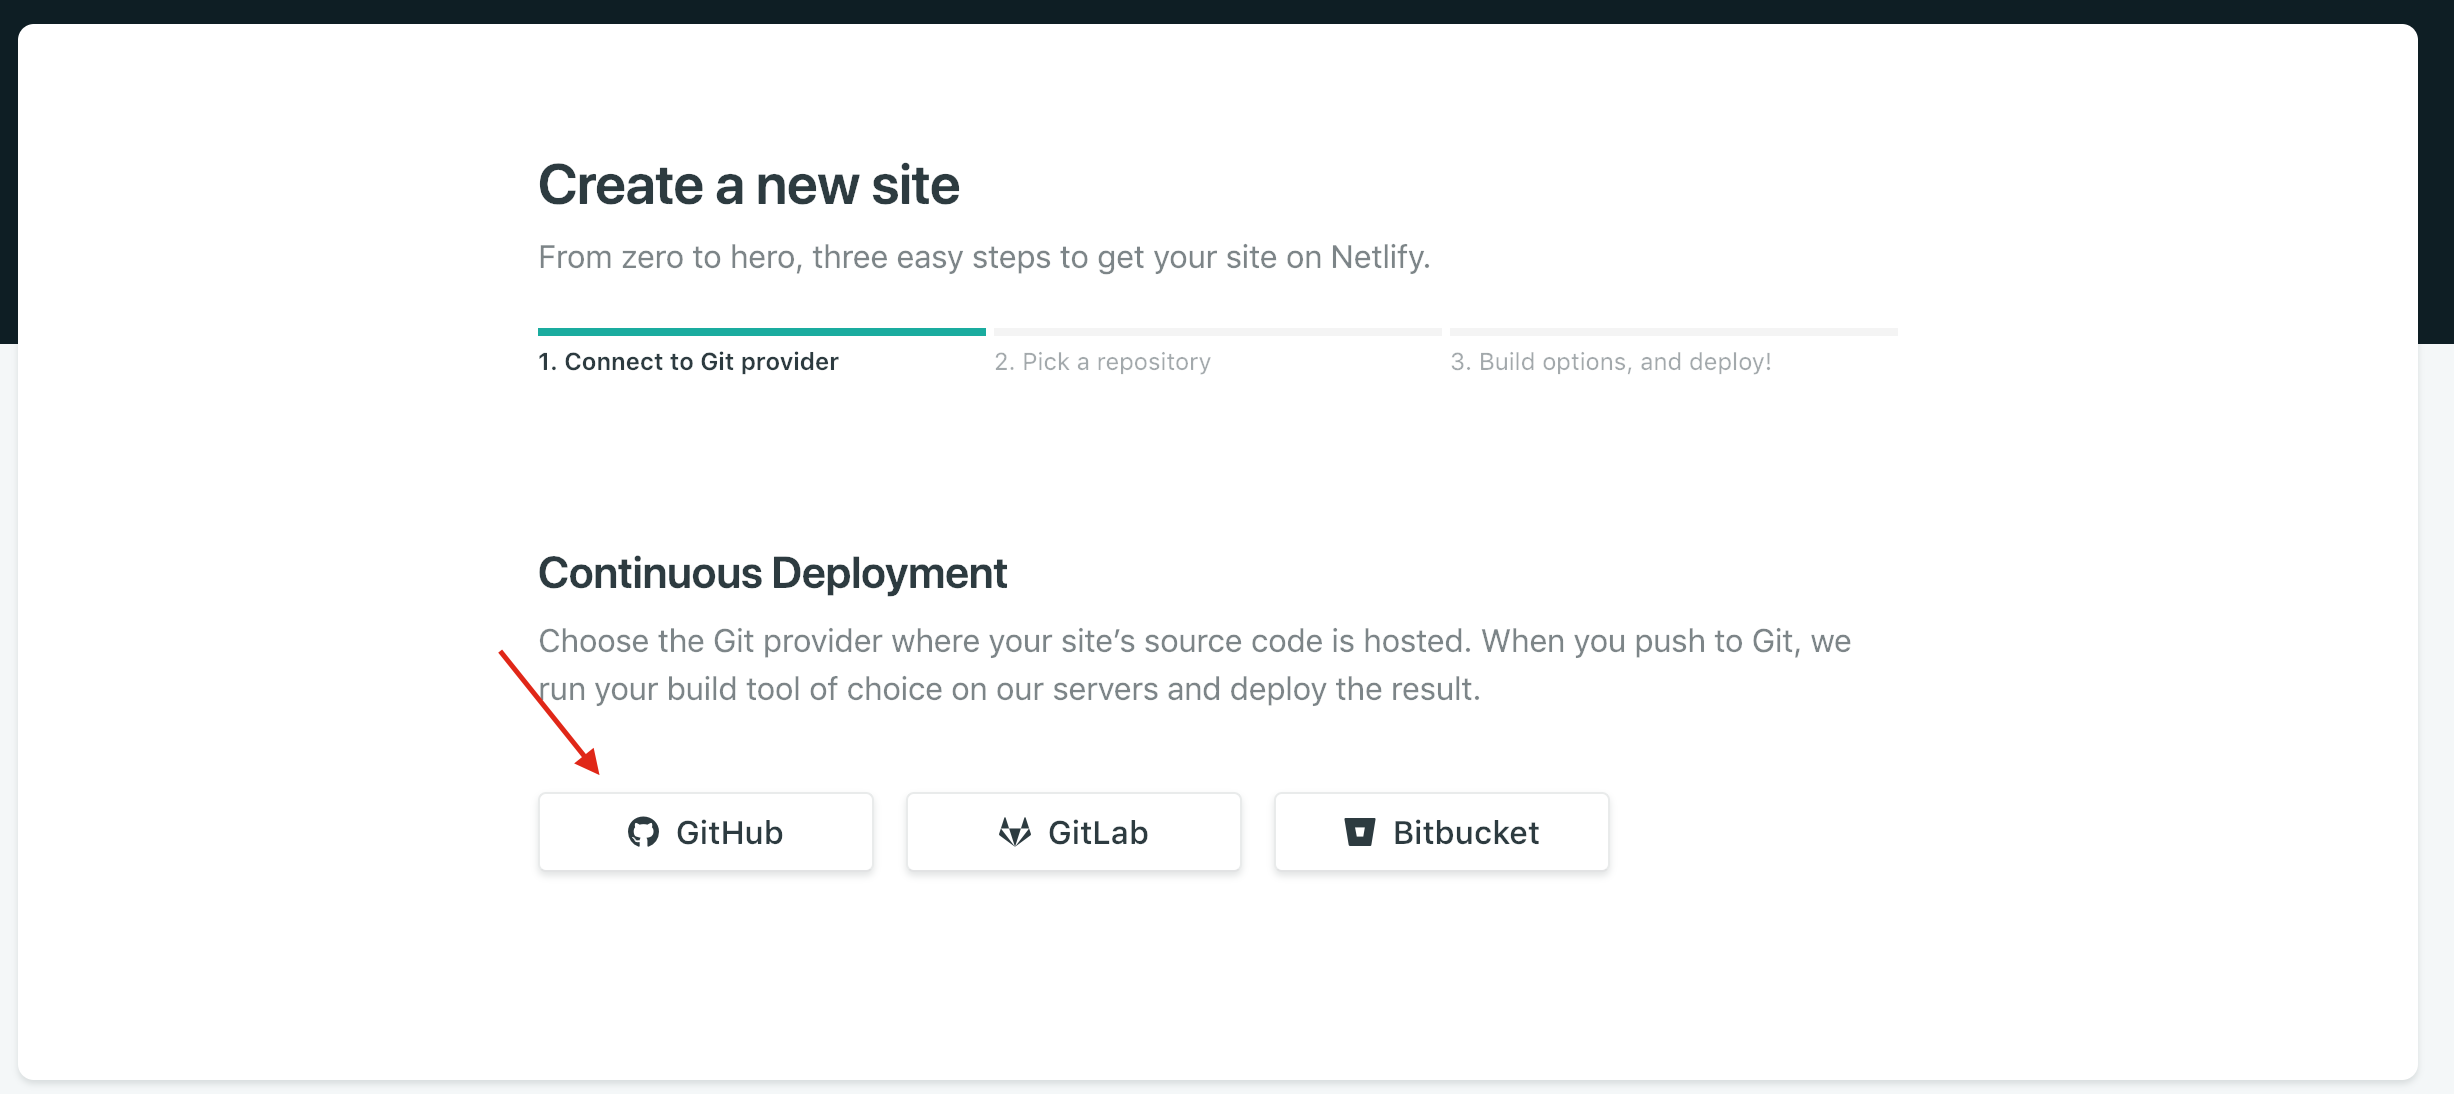 Create a new site
From zero to hero, three easy steps to get your site on Netlify.
1. Connect to Git provider
2. Pick a repository
3. Build options, and deploy!
Continuous Deployment
Choose the Git provider where your site’s source code is hosted. When you push to Git, we
run your build tool of choice on our servers and deploy the result.
GitHub
GitLab
Bitbucket